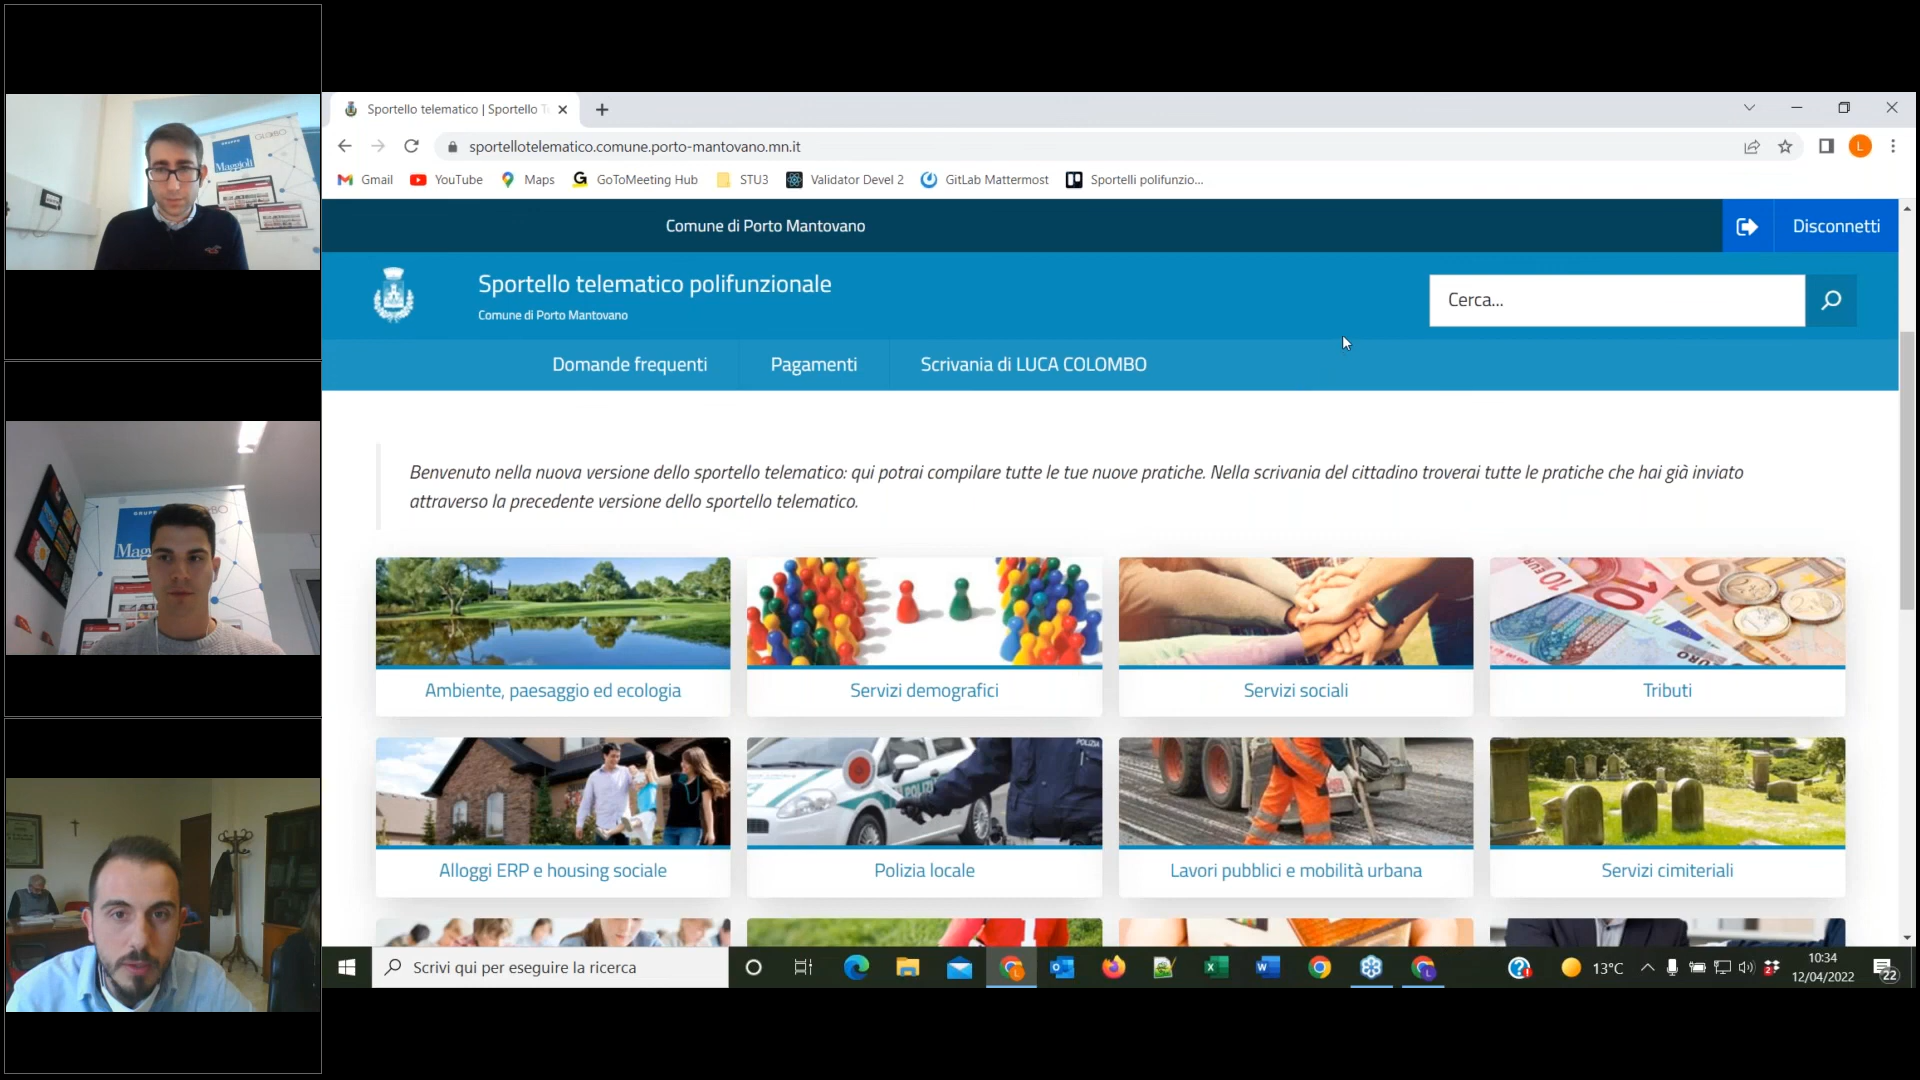 GRUPPO
Maggioli
GLOBO
Sportello telematico | Sportello T
sportellotelematico.comune.porto-mantovano.mn.it
L
Gmail
YouTube
Maps
GoToMeeting Hub
STU3
Validator Devel 2
GitLab Mattermost
Sportelli polifunzio...
Comune di Porto Mantovano
Disconnetti
Sportello telematico polifunzionale
Comune di Porto Mantovano
Cerca...
Domande frequenti
Pagamenti
Scrivania di LUCA COLOMBO
Benvenuto nella nuova versione dello sportello telematico: qui potrai compilare tutte le tue nuove pratiche. Nella scrivania del cittadino troverai tutte le pratiche che hai già inviato
attraverso la precedente versione dello sportello telematico.
Ambiente, paesaggio ed ecologia
Servizi demografici
Servizi sociali
Tributi
Alloggi ERP e housing sociale
Polizia locale
Lavori pubblici e mobilità urbana
Servizi cimiteriali
Scrivi qui per eseguire la ricerca
13°C
10:34
12/04/2022
22